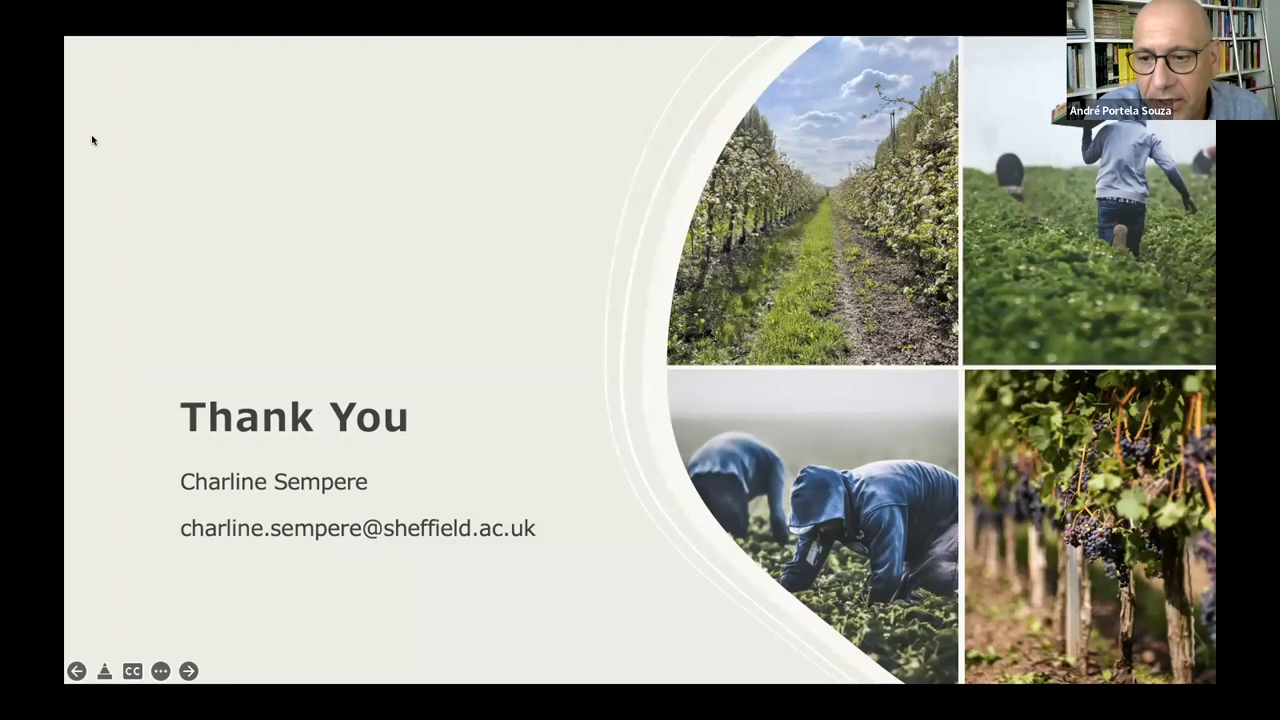 André Portela Souza
Thank You
Charline Sempere
charline.sempere@sheffield.ac.uk
CC